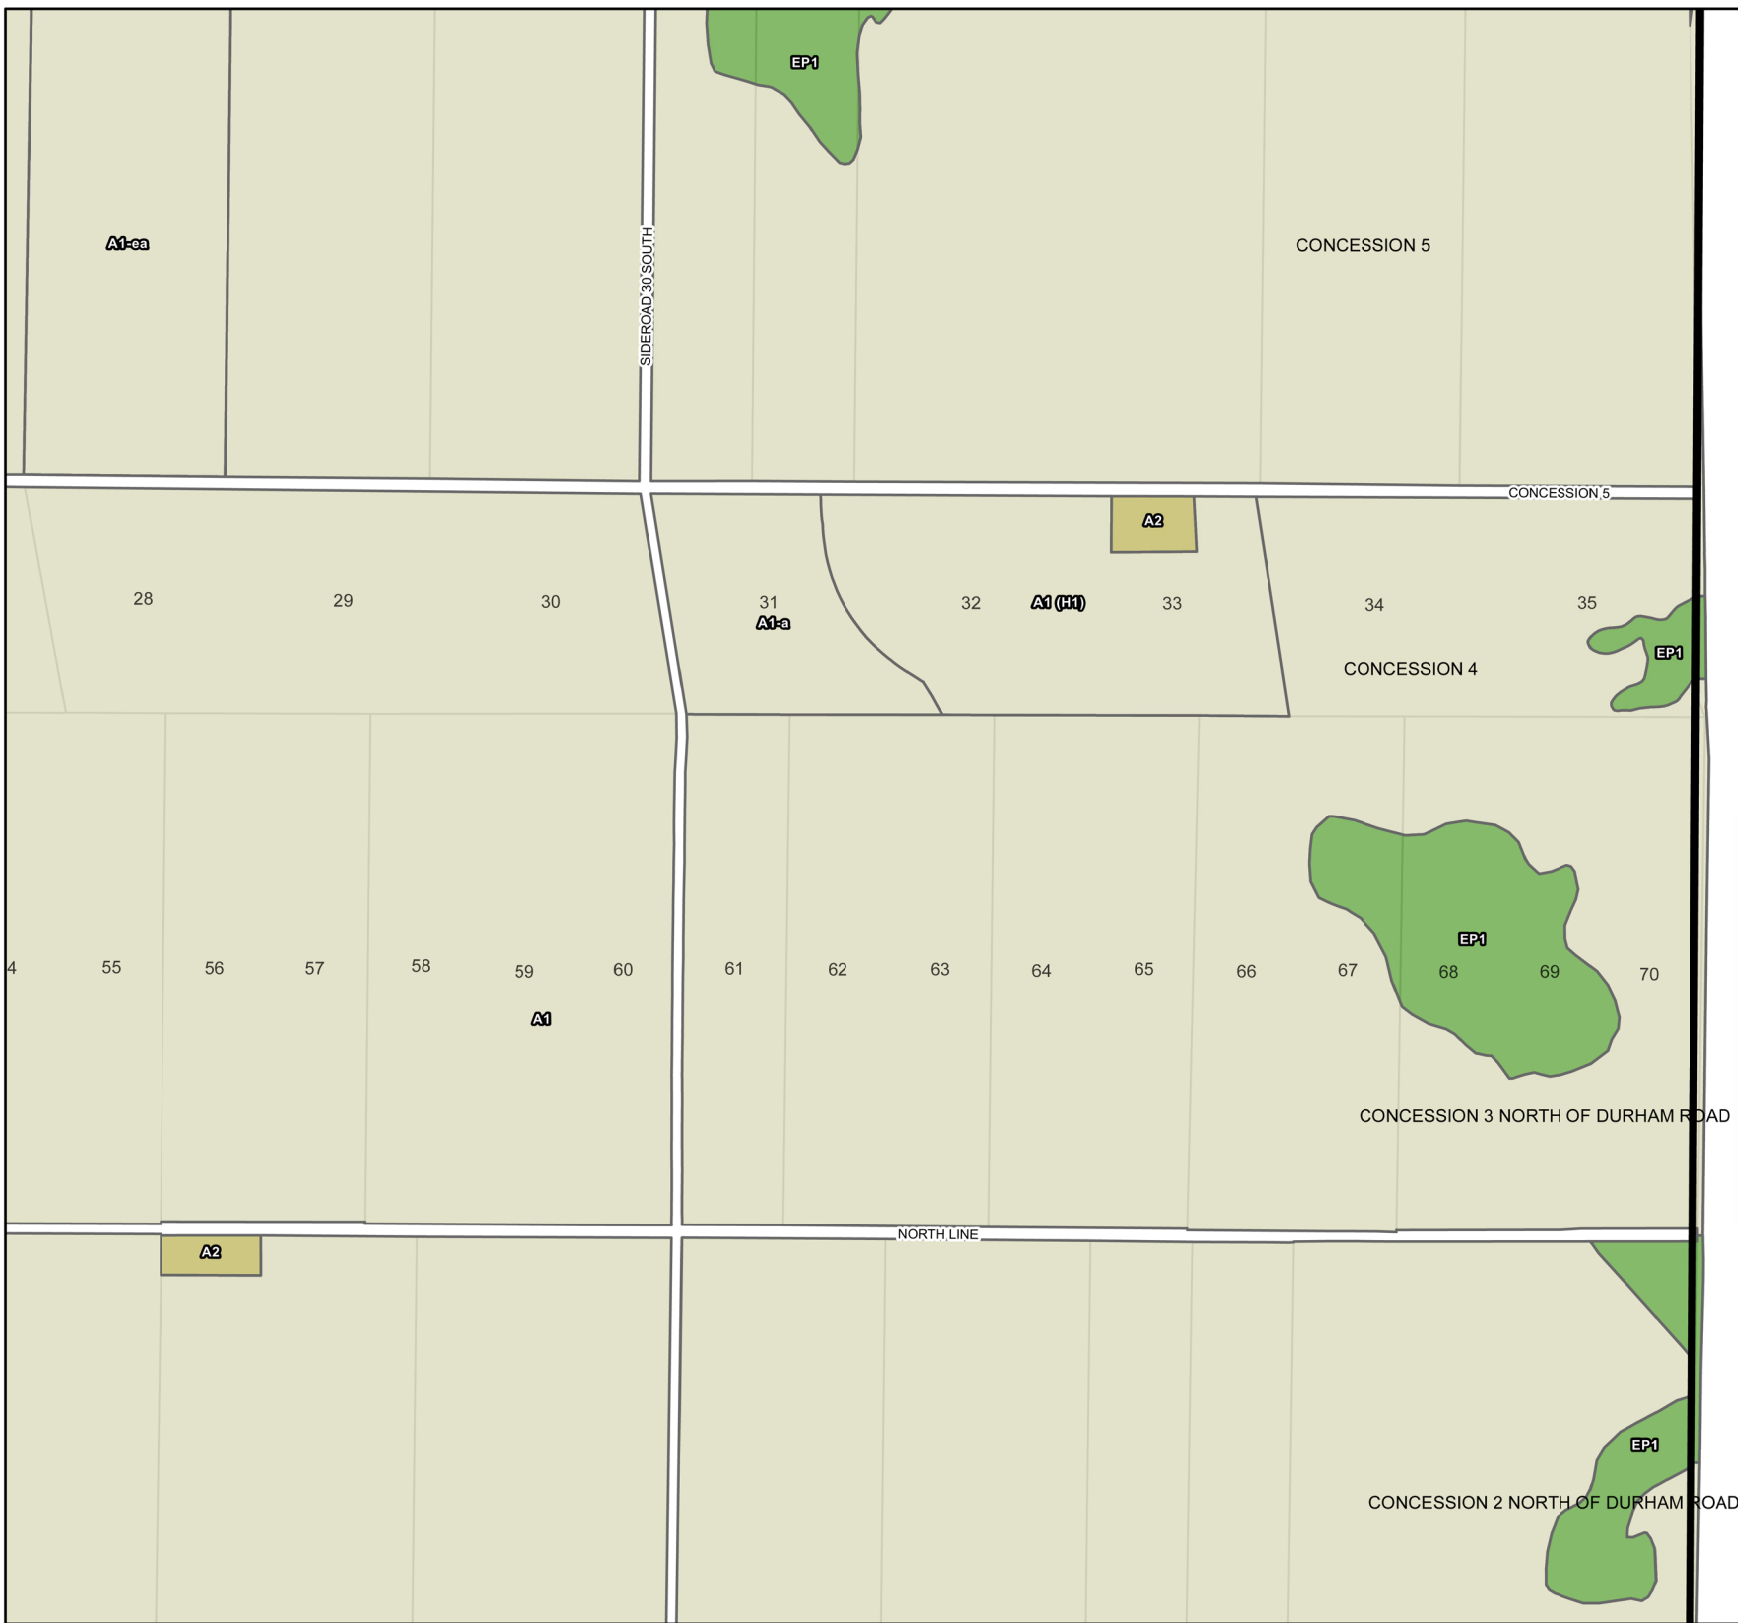 EP1
A1-ea
SIDEROAD 30 SOUTH
CONCESSION 5
CONCESSION 5
A2
28
29
30
31
A1-a
32
A1 (H1)
33
34
35
EP1
CONCESSION 4
EP1
4
55
56
57
58
59
60
61
62
63
64
65
66
67
68
69
70
A1
CONCESSION 3 NORTH OF DURHAM ROAD
NORTH LINE
A2
EP1
CONCESSION 2 NORTH OF DURHAM ROAD